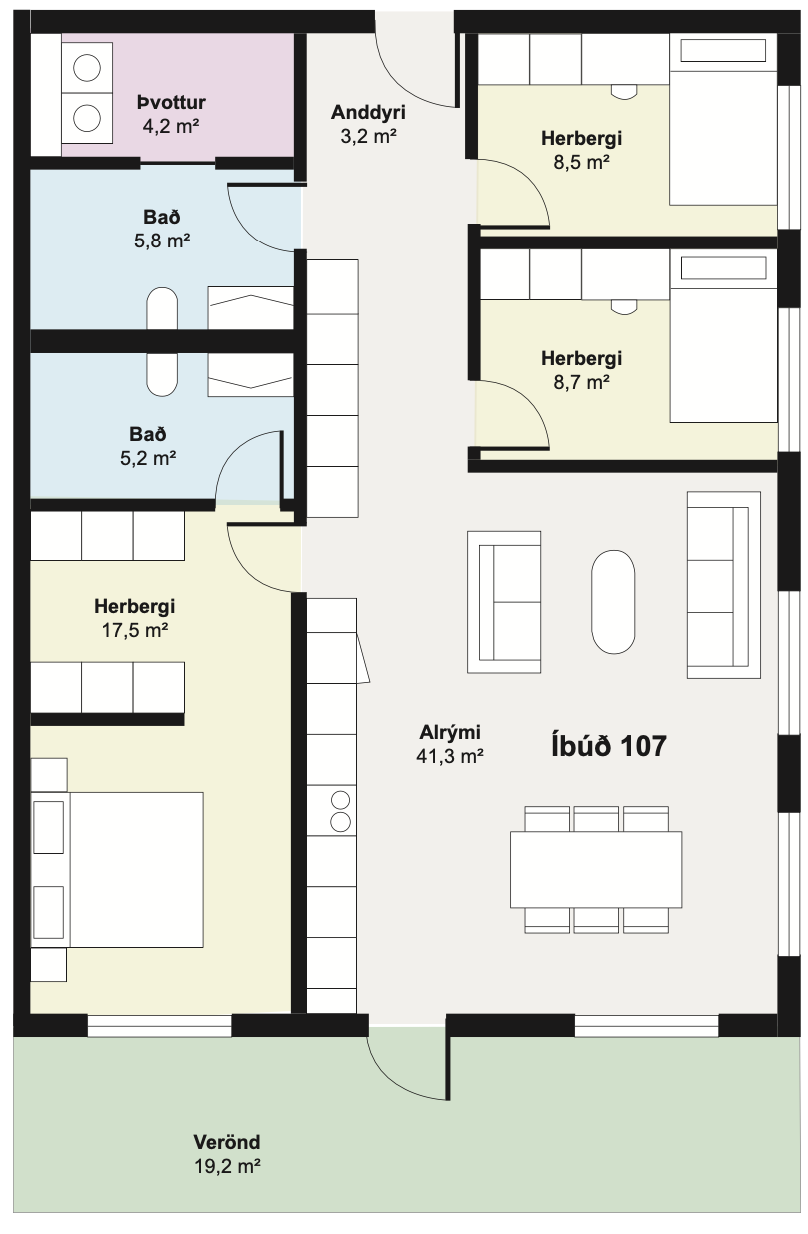 Þvottur
4,2 m²
Anddyri
3,2 m²
Herbergi
8,5 m²
Bað
5,8 m²
Herbergi
8,7 m²
Bað
5,2 m²
Herbergi
17,5 m²
Alrými
41,3 m²
Íbúð 107
Verönd
19,2 m²